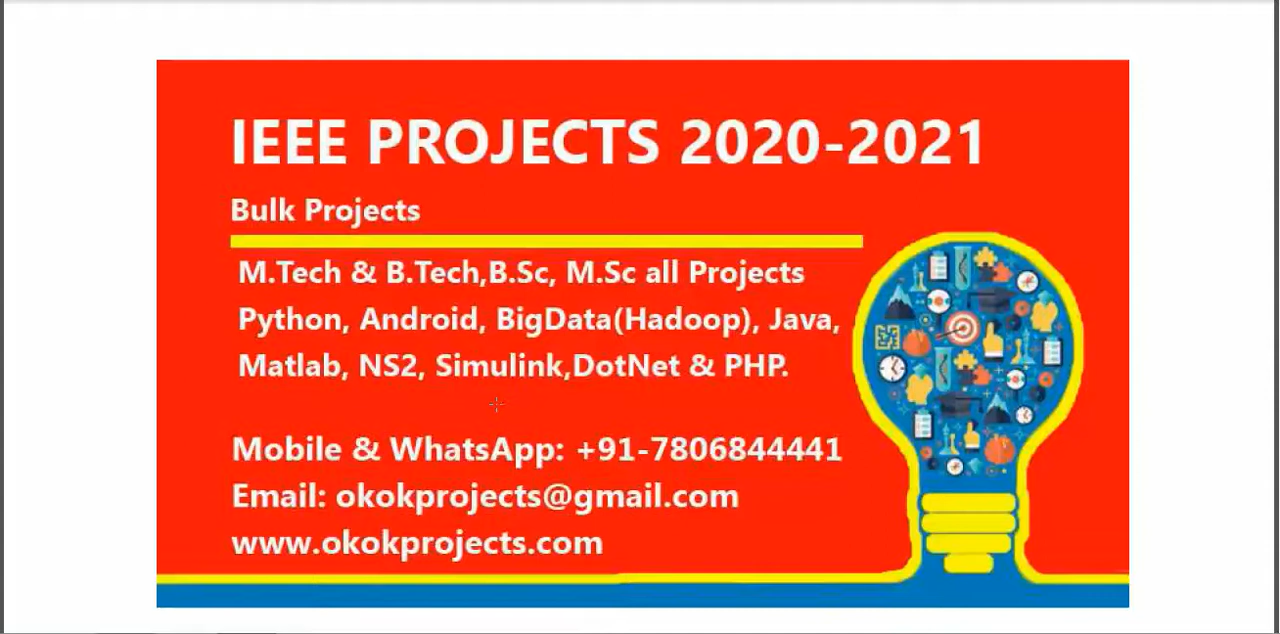 IEEE PROJECTS 2020-2021
Bulk Projects
M.Tech & B.Tech,B.Sc, M.Sc all Projects
Python, Android, BigData(Hadoop), Java,
Matlab, NS2, Simulink,DotNet & PHP.
Mobile & WhatsApp: +91-7806844441
Email: okokprojects@gmail.com
www.okokprojects.com